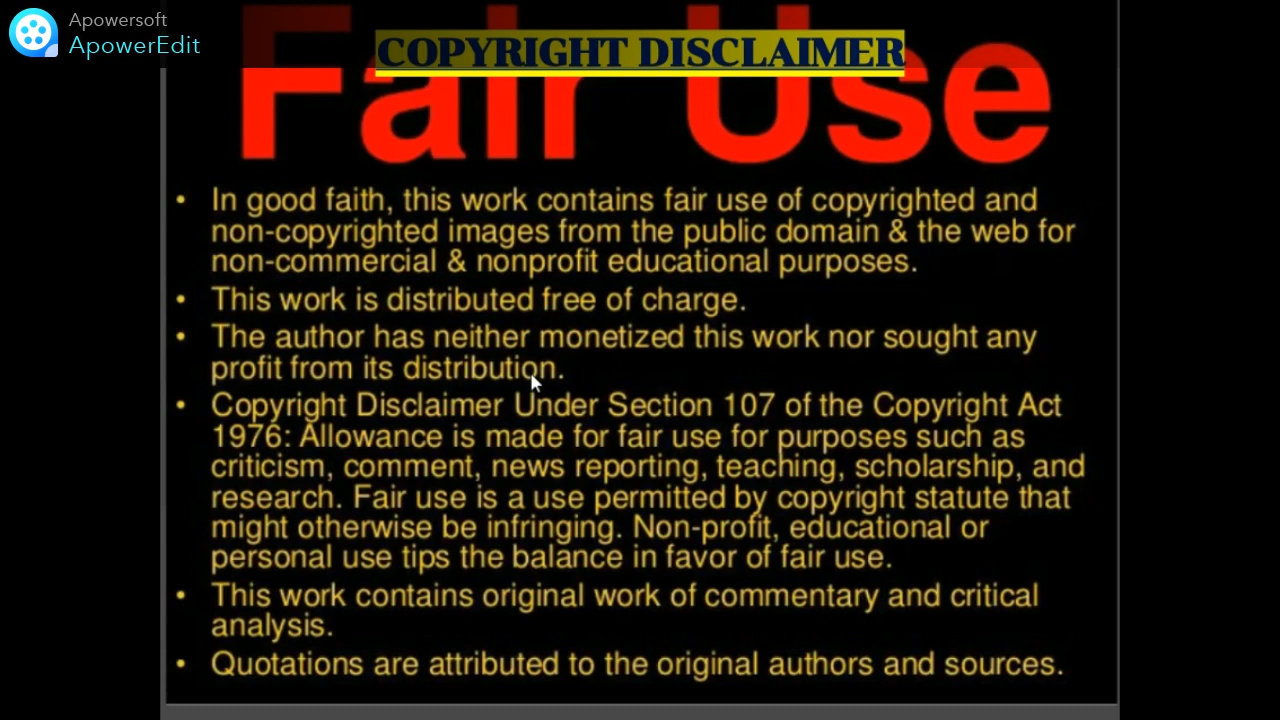 Apowersoft
ApowerEdit
COPYRIGHT DISCLAIMER
Fair Use
• In good faith, this work contains fair use of copyrighted and
non-copyrighted images from the public domain & the web for
non-commercial & nonprofit educational purposes.
• This work is distributed free of charge.
• The author has neither monetized this work nor sought any
profit from its distribution.
• Copyright Disclaimer Under Section 107 of the Copyright Act
1976: Allowance is made for fair use for purposes such as
criticism, comment, news reporting, teaching, scholarship, and
research. Fair use is a use permitted by copyright statute that
might otherwise be infringing. Non-profit, educational or
personal use tips the balance in favor of fair use.
• This work contains original work of commentary and critical
analysis.
• Quotations are attributed to the original authors and sources.